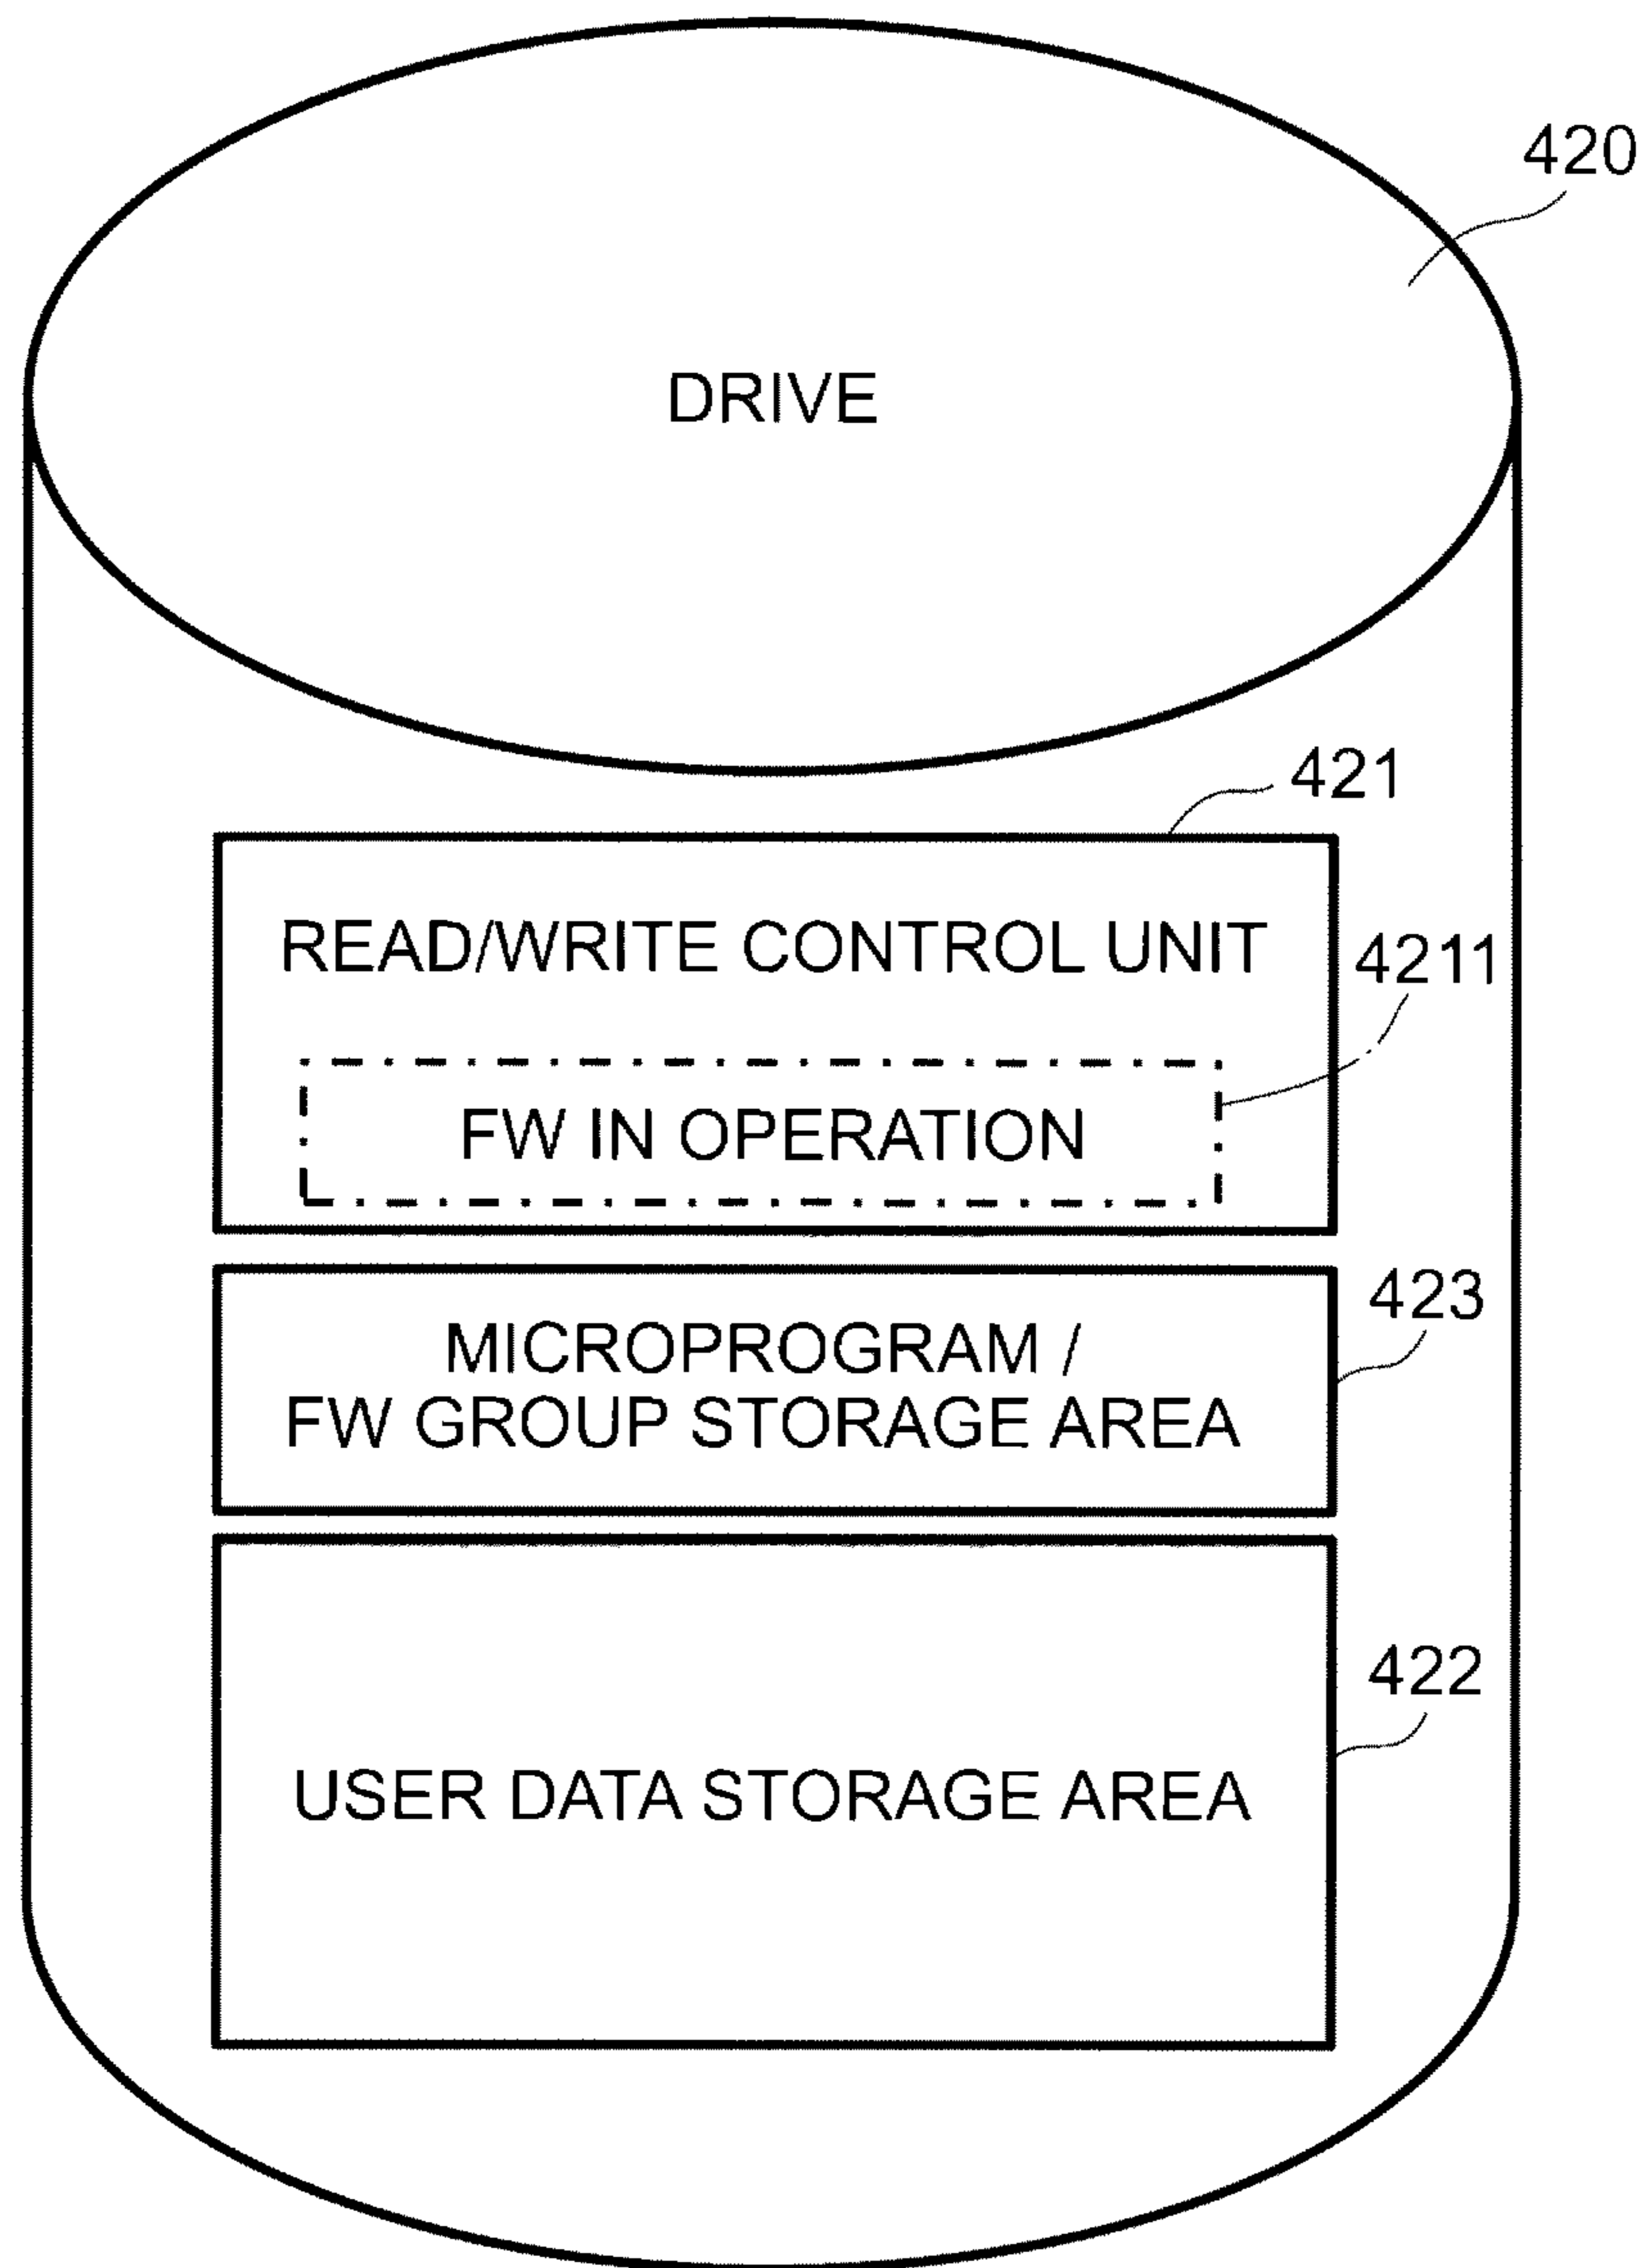 420
DRIVE
421
READ/WRITE CONTROL UNIT
4211
FW IN OPERATION
423
MICROPROGRAM /
FW GROUP STORAGE AREA
422
USER DATA STORAGE AREA